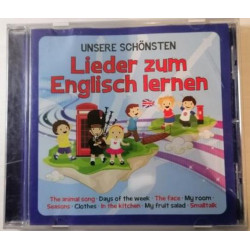 UNSERE SCHÖNSTEN
Lieder zum
Englisch lernen
The animal song · Days of the week · The face · My room ·
Seasons · Clothes · In the kitchen · My fruit salad · Smalltalk